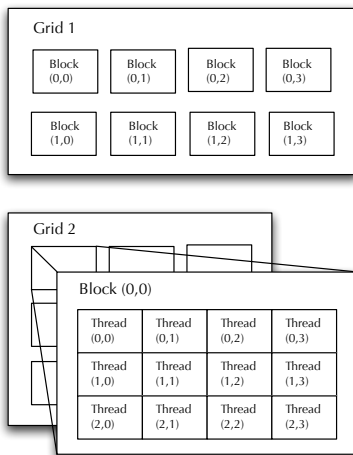 Grid 1
Block Block Block Block
(0,0) (0,1) (0,2) (0,3)
Block Block Block Block
(1,0) (1,1) (1,2) (1,3)
Grid 2
Block (0,0)
Thread Thread Thread Thread
(0,0) (0,1) (0,2) (0,3)
Thread Thread Thread Thread
(1,0) (1,1) (1,2) (1,3)
Thread Thread Thread Thread
(2,0) (2,1) (2,2) (2,3)